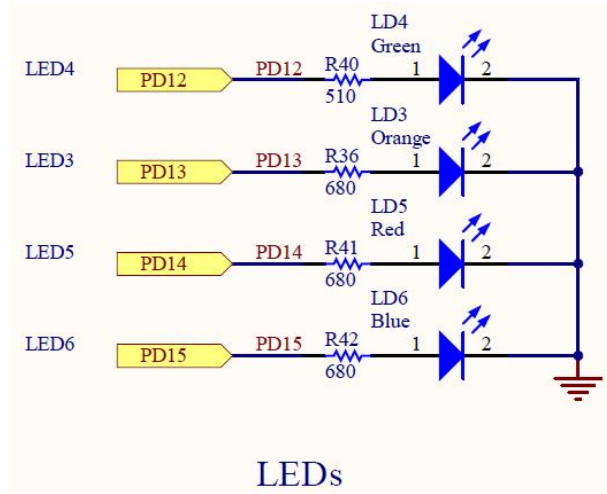 LD4
Green
LED4 PD12 PD12 R40 1 2
510
LD3
Orange
LED3 PD13 PD13 R36 1 2
680
LD5
Red
LED5 PD14 PD14 R41 1 2
680
LD6
Blue
LED6 PD15 PD15 R42 1 2
680
LEDs